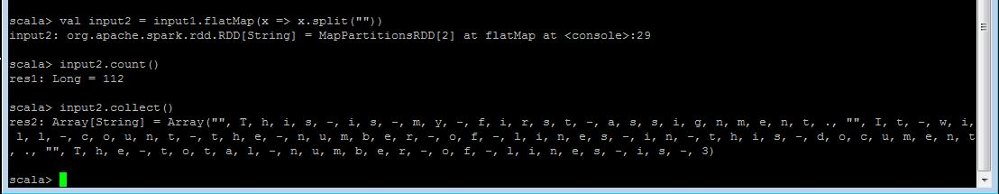 scala> val input2 = input1.flatMap(x => x.split(""))
input2: org.apache.spark.rdd.RDD[String] = MapPartitionsRDD[2] at flatMap at <console>:29
scala> input2.count()
res1: Long = 112
scala> input2.collect()
res2: Array[String] = Array("", T, h, i, s, -, i, s, -, m, y, -, f, i, r, s, t, -, a, s, s, i, g, n, m, e, n, t, ., "", I, t, -, w, i,
l, l, -, c, o, u, n, t, -, t, h, e, -, n, u, m, b, e, r, -, o, f, -, l, i, n, e, s, -, i, n, -, t, h, i, s, -, d, o, c, u, m, e, n, t
, ., "", T, h, e, -, t, o, t, a, l, -, n, u, m, b, e, r, -, o, f, -, l, i, n, e, s, -, i, s, -, 3)
scala>